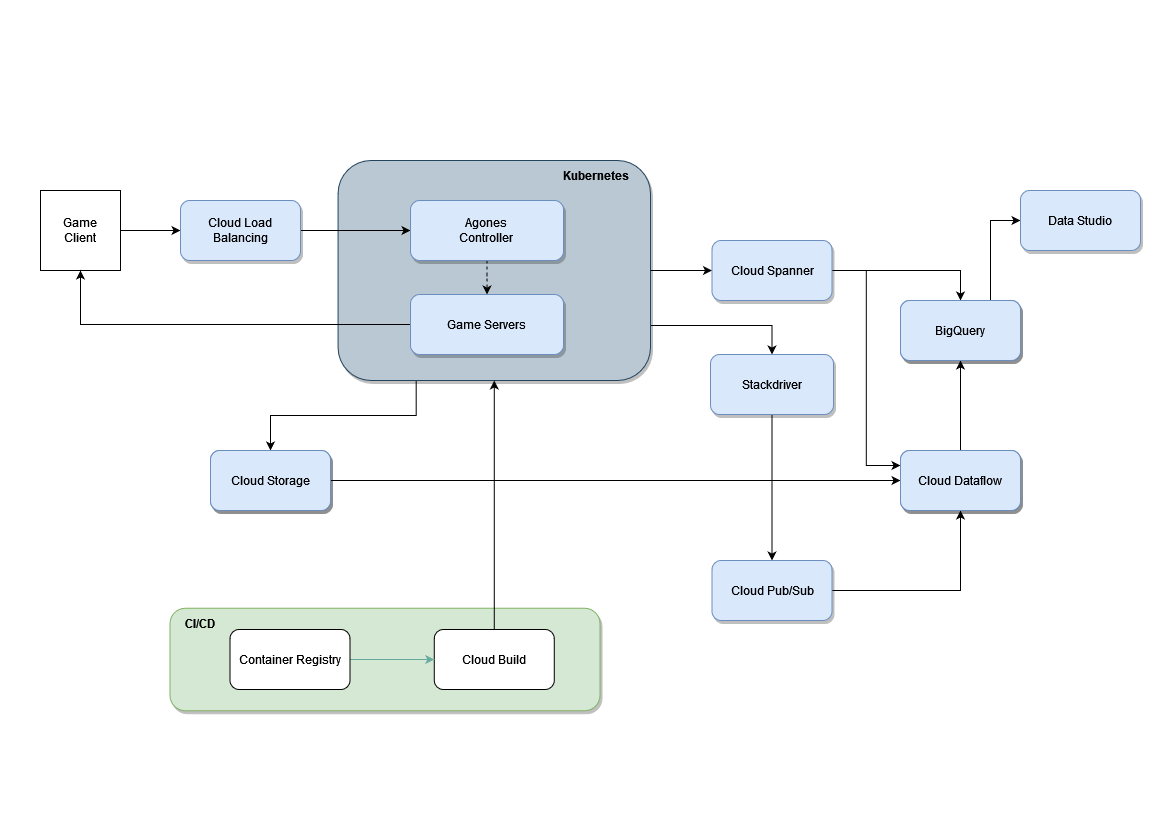 Kubernetes
Game
Client
Cloud Load
Balancing
Agones
Controller
Data Studio
Cloud Spanner
Game Servers
BigQuery
Stackdriver
Cloud Storage
Cloud Dataflow
Cloud Pub/Sub
CI/CD
Container Registry
Cloud Build